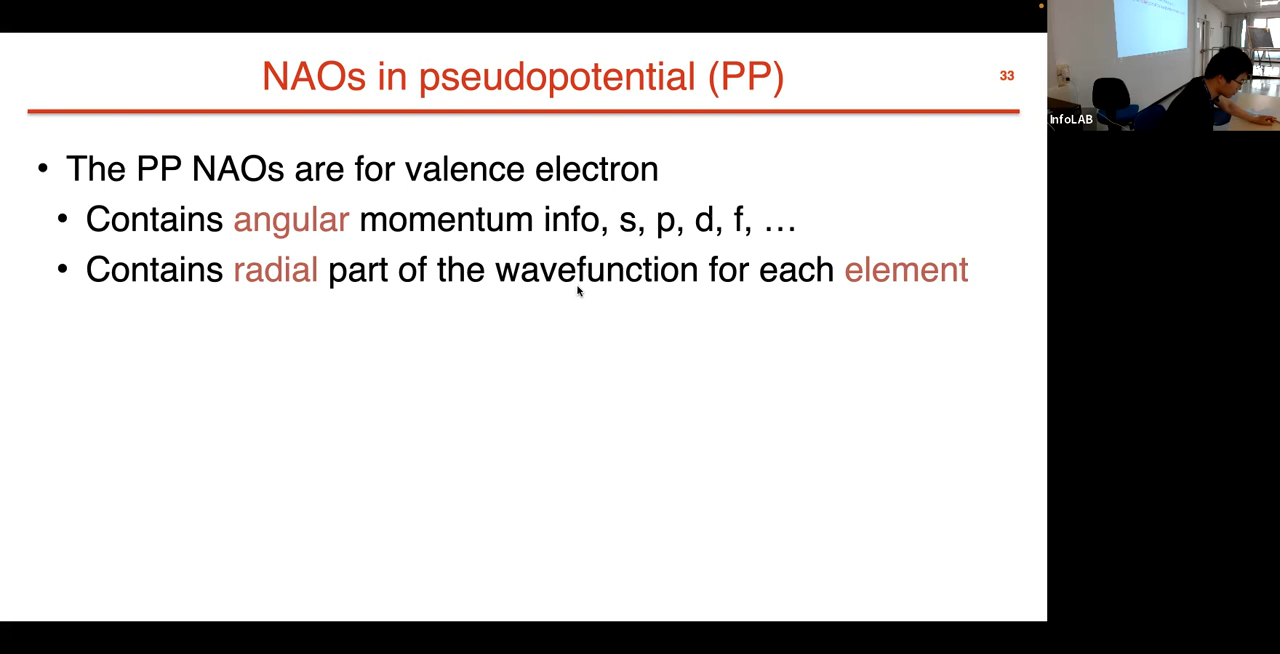 NAOs in pseudopotential (PP)
33
• The PP NAOs are for valence electron
• Contains angular momentum info, s, p, d, f, …
• Contains radial part of the wavefunction for each element
InfoLAB